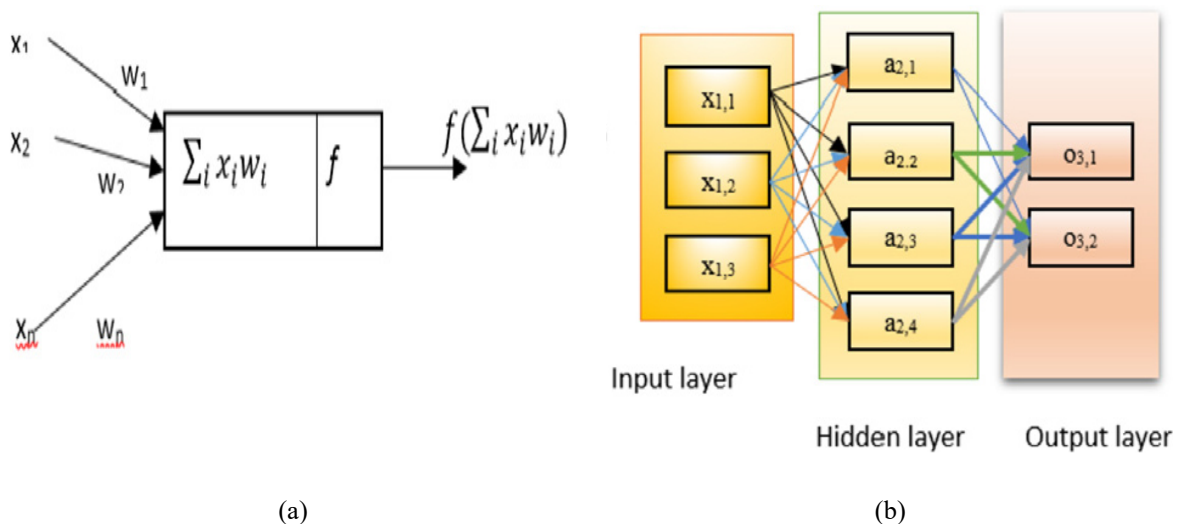 x₁
w₁
x₂
w₂
xₙ
wₙ
∑ᵢ xᵢwᵢ
f
f(∑ᵢ xᵢwᵢ)
(a)
x₁,₁
x₁,₂
x₁,₃
Input layer
a₂,₁
a₂.₂
a₂,₃
a₂,₄
Hidden layer
o₃,₁
o₃,₂
Output layer
(b)